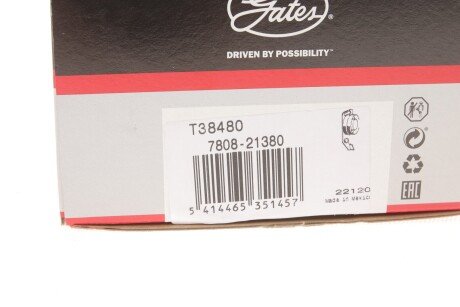 Gates®
DRIVEN BY POSSIBILITY™
T38480
7808-21380
22120
Made in Mexico
5 414465 351457
EAC